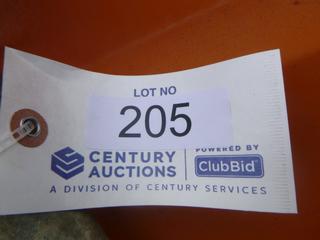 LOT NO
205
CENTURY AUCTIONS
POWERED BY
ClubBid
A DIVISION OF CENTURY SERVICES